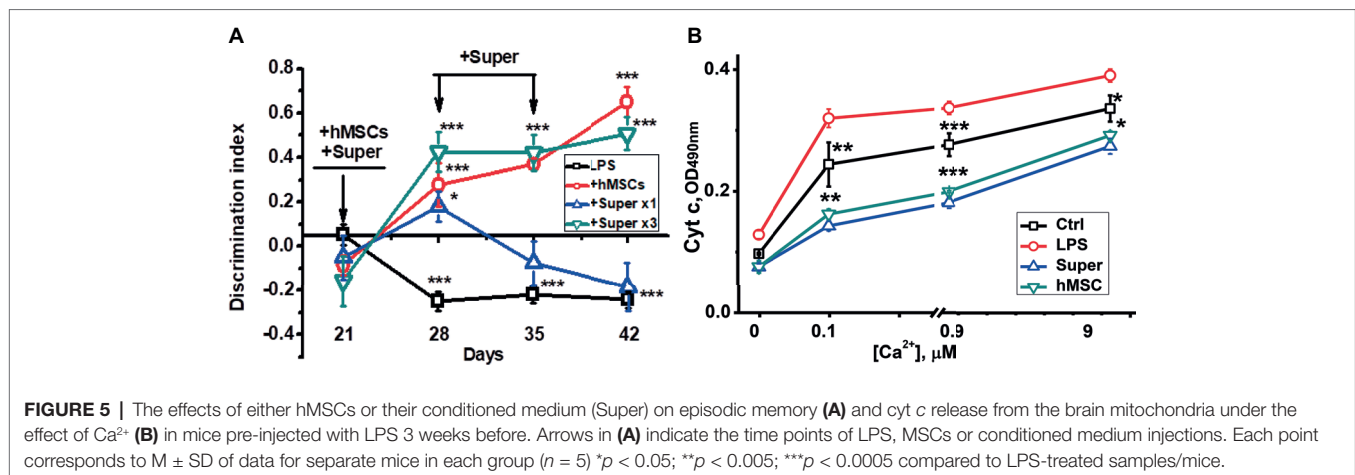 A
+Super
+hMSCs
+Super
Discrimination index
0.8
0.6
0.4
0.2
0.0
-0.2
-0.4
21
28
35
42
Days
***
***
*
***
***
***
***
***
***
LPS
+hMSCs
+Super x1
+Super x3
B
Cyt c, OD490nm
0.4
0.2
0.0
0
0.1
0.9
9
[Ca²⁺], μM
**
**
***
***
*
*
Ctrl
LPS
Super
hMSC
FIGURE 5 | The effects of either hMSCs or their conditioned medium (Super) on episodic memory (A) and cyt c release from the brain mitochondria under the
effect of Ca²⁺ (B) in mice pre-injected with LPS 3 weeks before. Arrows in (A) indicate the time points of LPS, MSCs or conditioned medium injections. Each point
corresponds to M ± SD of data for separate mice in each group (n = 5) *p < 0.05; **p < 0.005; ***p < 0.0005 compared to LPS-treated samples/mice.